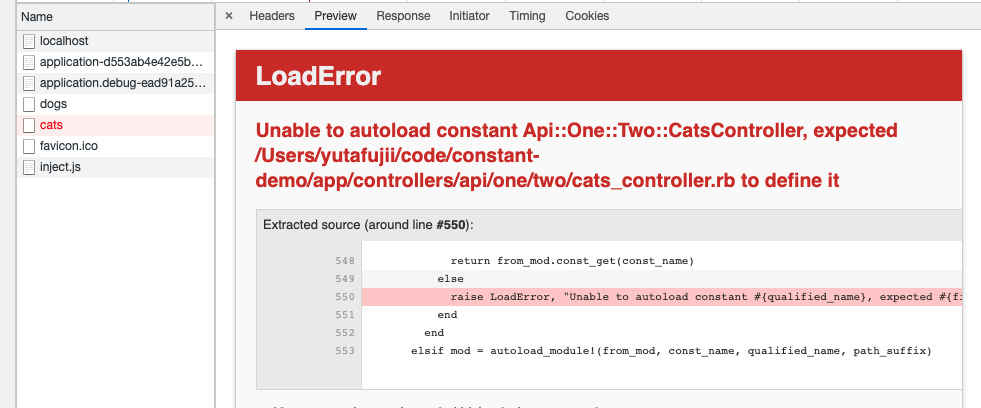 Name
× Headers Preview Response Initiator Timing Cookies
localhost
application-d553ab4e42e5b...
application.debug-ead91a25...
dogs
cats
favicon.ico
inject.js
LoadError
Unable to autoload constant Api::One::Two::CatsController, expected
/Users/yutafujii/code/constant-
demo/app/controllers/api/one/two/cats_controller.rb to define it
Extracted source (around line #550):
548 return from_mod.const_get(const_name)
549 else
550 raise LoadError, "Unable to autoload constant #{qualified_name}, expected #{fi
551 end
552 end
553 elsif mod = autoload_module!(from_mod, const_name, qualified_name, path_suffix)